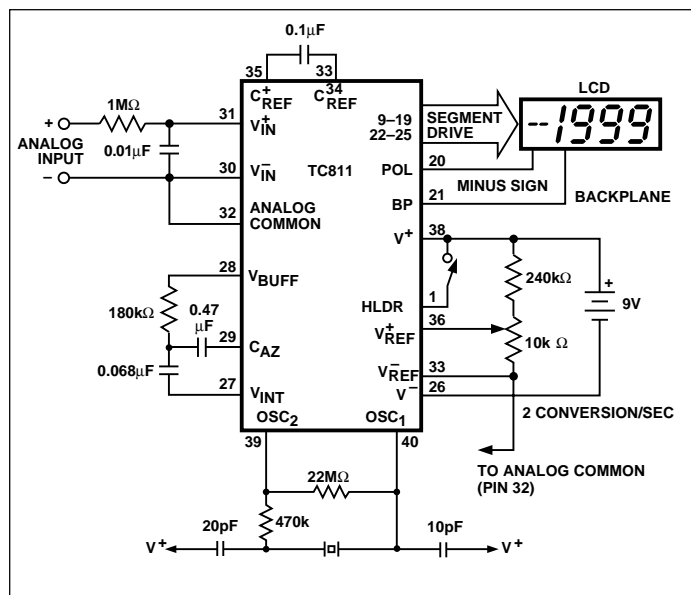 0.1µF
35
33
LCD
C+REF
C34REF
1MΩ
31
V+IN
9–19
22–25
SEGMENT
DRIVE
-1999
+
ANALOG
INPUT
–
0.01µF
30
V–IN
TC811
POL
20
MINUS SIGN
32
ANALOG
COMMON
BP
21
BACKPLANE
V+
38
28
VBUFF
240kΩ
+
9V
180kΩ
0.47
µF
HLDR
1
V+REF
36
10k Ω
29
CAZ
0.068µF
V–REF
33
27
VINT
V–
26
2 CONVERSION/SEC
OSC2
OSC1
39
40
TO ANALOG COMMON
(PIN 32)
22MΩ
470k
20pF
10pF
V+
V+